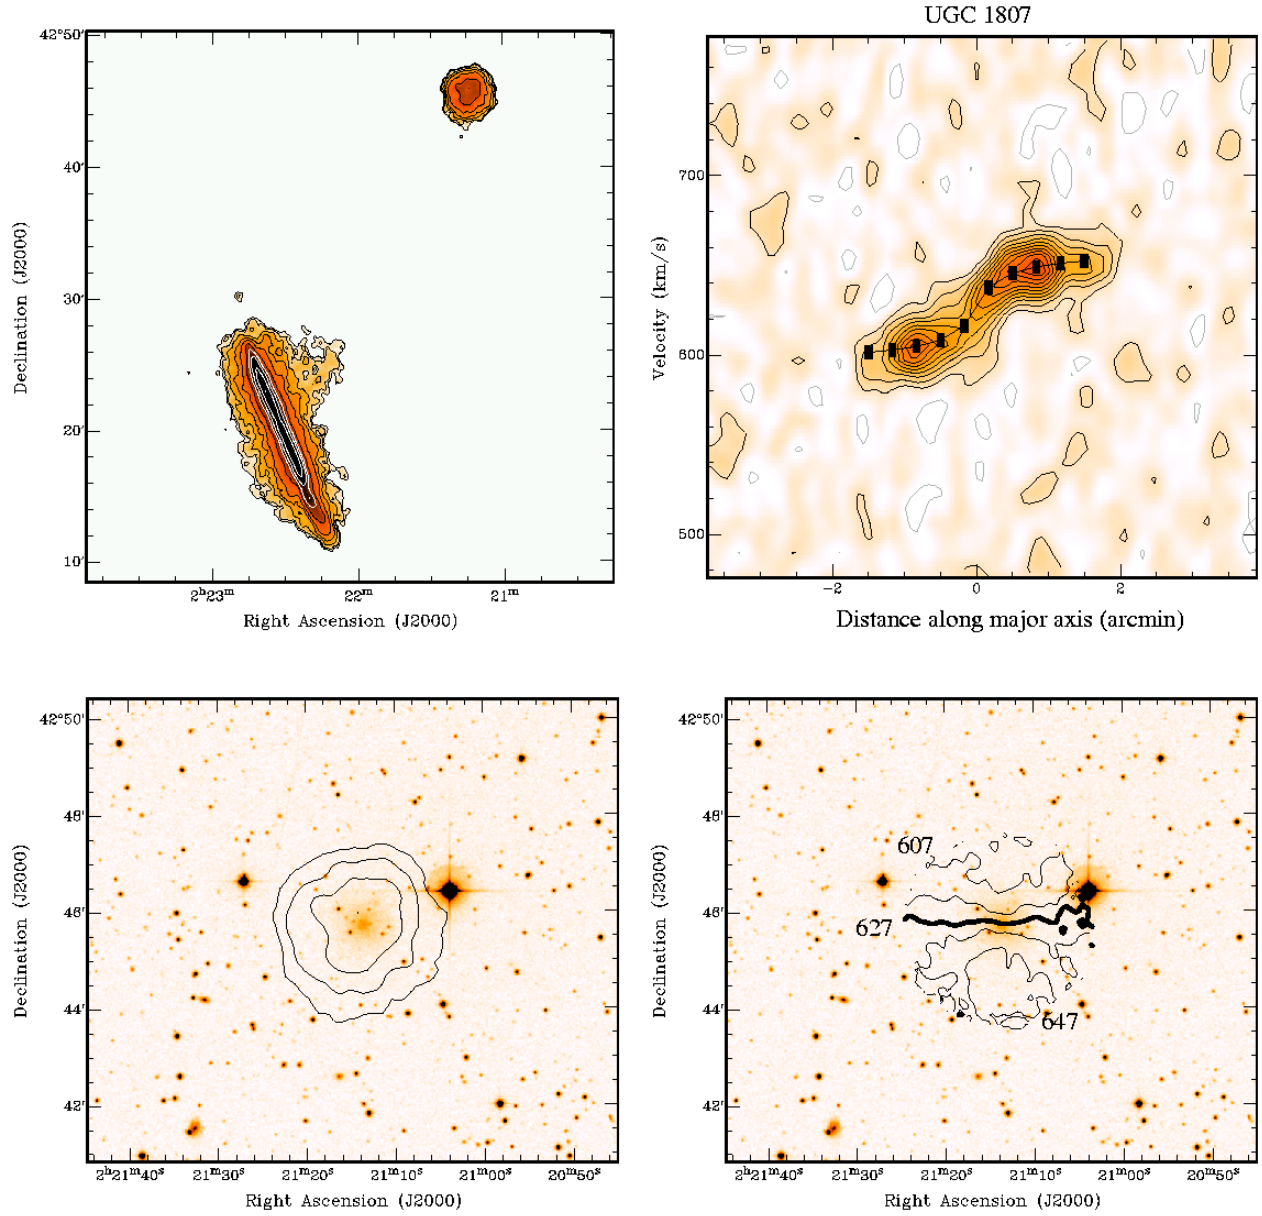 UGC 1807
42°50'
40'
30'
20'
10'
Declination (J2000)
2ʰ23ᵐ
22ᵐ
21ᵐ
Right Ascension (J2000)
700
600
500
Velocity (km/s)
-2
0
2
Distance along major axis (arcmin)
42°50'
48'
46'
44'
42'
Declination (J2000)
2ʰ21ᵐ40ˢ
21ᵐ30ˢ
21ᵐ20ˢ
21ᵐ10ˢ
21ᵐ00ˢ
20ᵐ50ˢ
Right Ascension (J2000)
42°50'
48'
46'
44'
42'
Declination (J2000)
607
627
647
2ʰ21ᵐ40ˢ
21ᵐ30ˢ
21ᵐ20ˢ
21ᵐ10ˢ
21ᵐ00ˢ
20ᵐ50ˢ
Right Ascension (J2000)